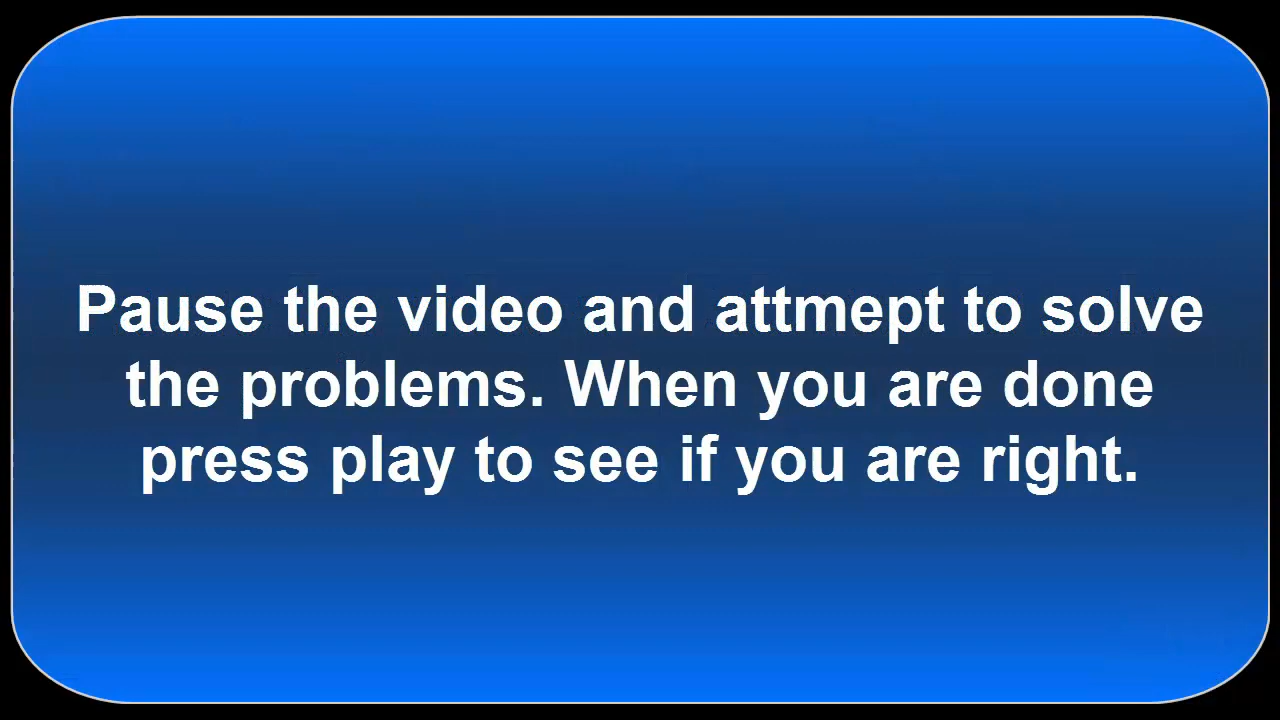 Pause the video and attmept to solve
the problems. When you are done
press play to see if you are right.